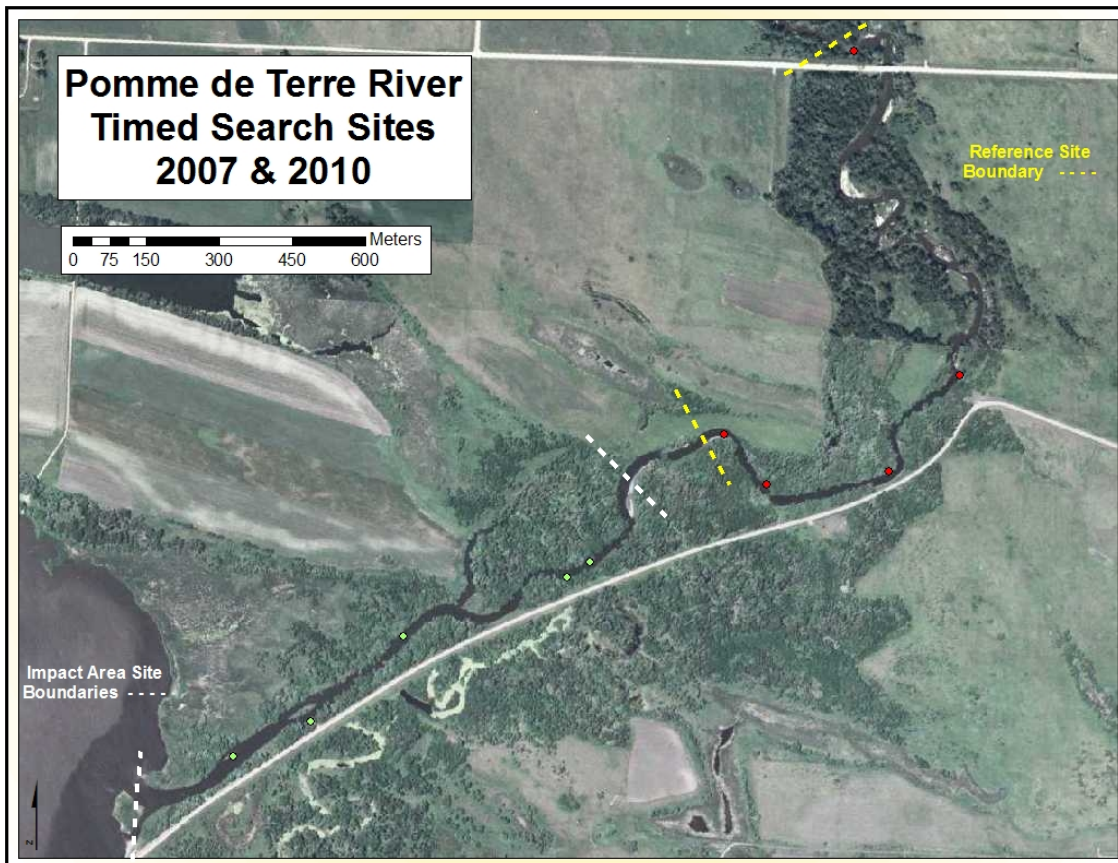 Pomme de Terre River
Timed Search Sites
2007 & 2010
Meters
0 75 150 300 450 600
Reference Site
Boundary - - - -
Impact Area Site
Boundaries - - - -
N